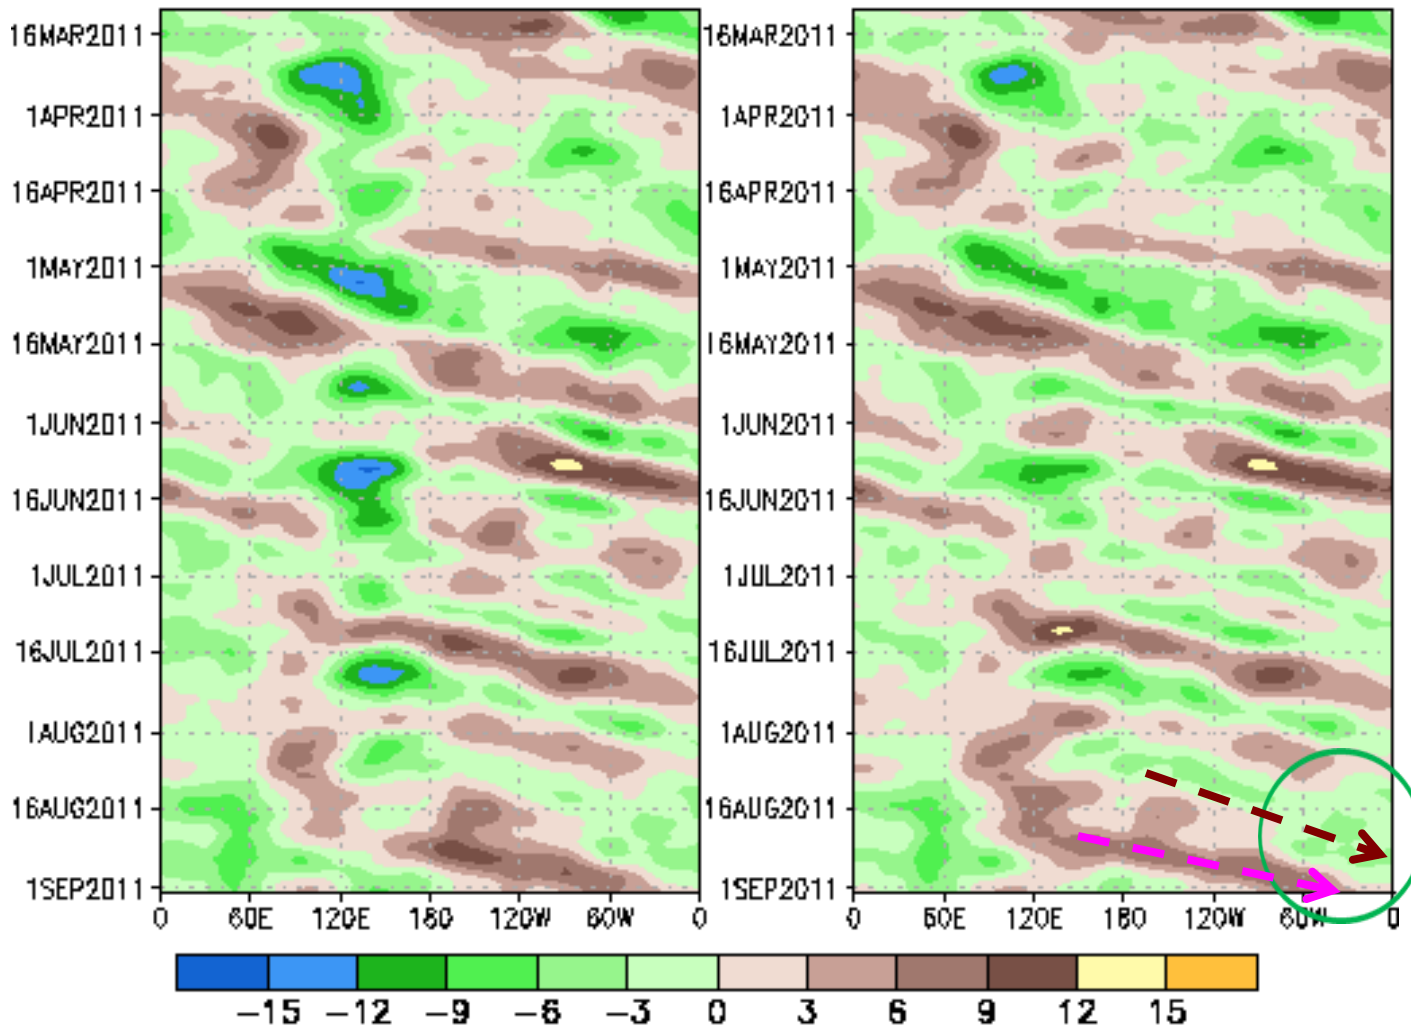 16MAR2011
1APR2011
16APR2011
1MAY2011
16MAY2011
1JUN2011
16JUN2011
1JUL2011
16JUL2011
1AUG2011
16AUG2011
1SEP2011
0 60E 120E 180 120W 60W 0
16MAR2011
1APR2011
16APR2011
1MAY2011
16MAY2011
1JUN2011
16JUN2011
1JUL2011
16JUL2011
1AUG2011
16AUG2011
1SEP2011
0 60E 120E 180 120W 60W 0
-15 -12 -9 -6 -3 0 3 6 9 12 15